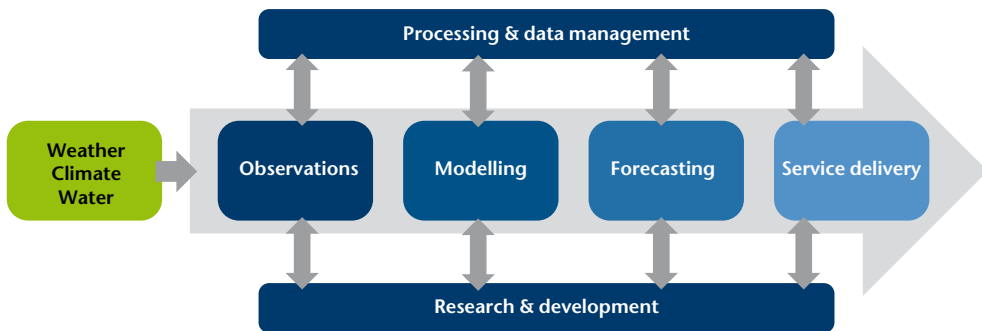 Processing & data management
Weather
Climate
Water
Observations
Modelling
Forecasting
Service delivery
Research & development